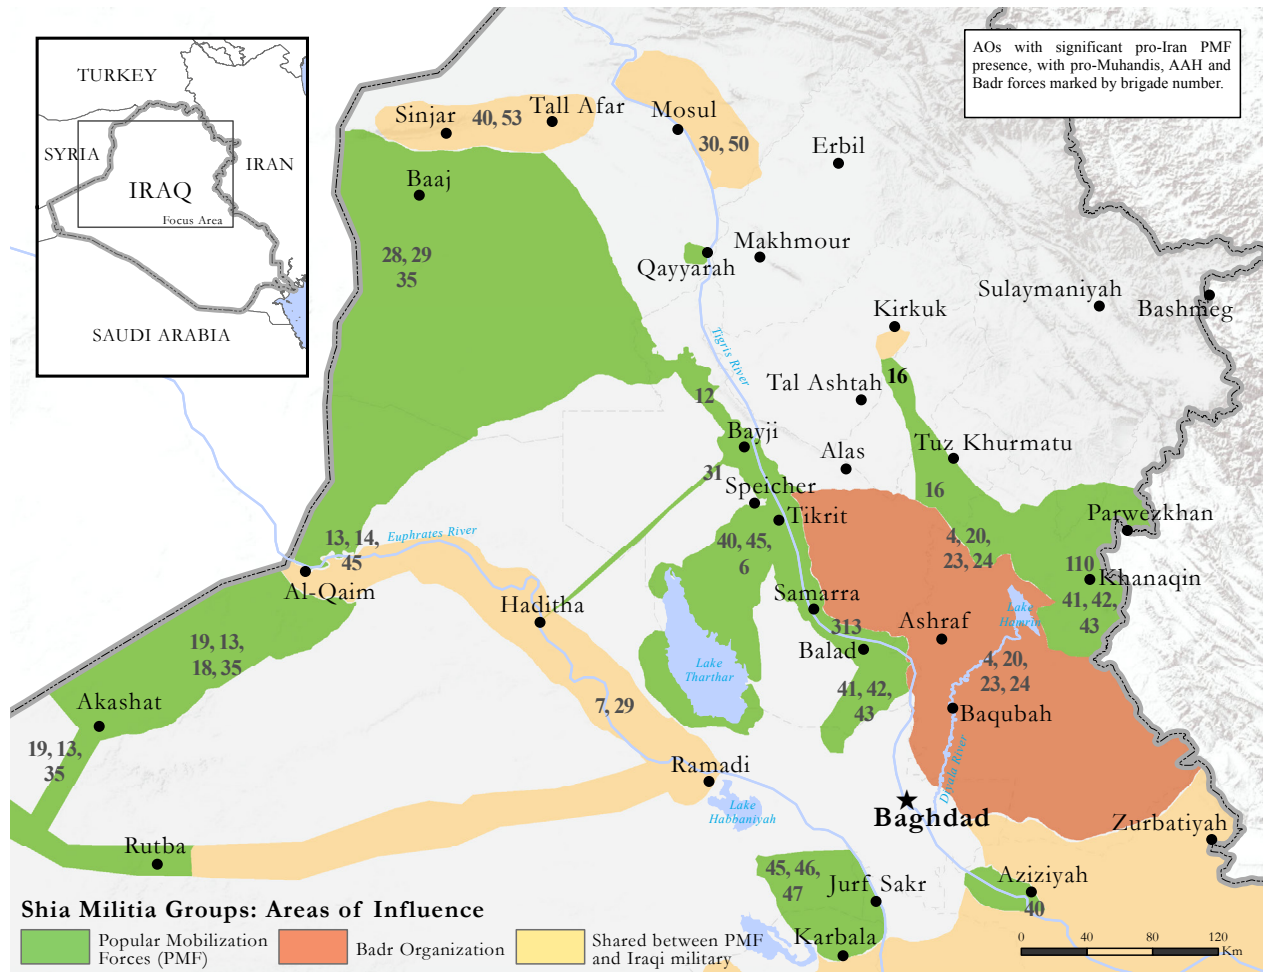 AOs with significant pro-Iran PMF
presence, with pro-Muhandis, AAH and
Badr forces marked by brigade number.
TURKEY
SYRIA
IRAN
IRAQ
Focus Area
SAUDI ARABIA
Sinjar
40, 53
Tall Afar
Mosul
30, 50
Erbil
Baaj
28, 29
35
Qayyarah
Makhmour
Sulaymaniyah
Bashmeg
Kirkuk
Tigris River
16
Tal Ashtah
12
Bayji
Alas
Tuz Khurmatu
31
Speicher
16
Tikrit
Parwezkhan
13, 14,
45
Euphrates River
40, 45,
6
4, 20,
23, 24
110
Khanaqin
Al-Qaim
Haditha
Samarra
41, 42,
43
Lake
Hamrin
313
Ashraf
19, 13,
18, 35
Balad
Lake
Tharthar
4, 20,
23, 24
41, 42,
43
Akashat
7, 29
Baqubah
19, 13,
35
Ramadi
Diyala River
Lake
Habbaniyah
Baghdad
Zurbatiyah
Rutba
45, 46,
47
Jurf Sakr
Aziziyah
40
Karbala
Shia Militia Groups: Areas of Influence
Popular Mobilization
Forces (PMF)
Badr Organization
Shared between PMF
and Iraqi military
0 40 80 120
Km